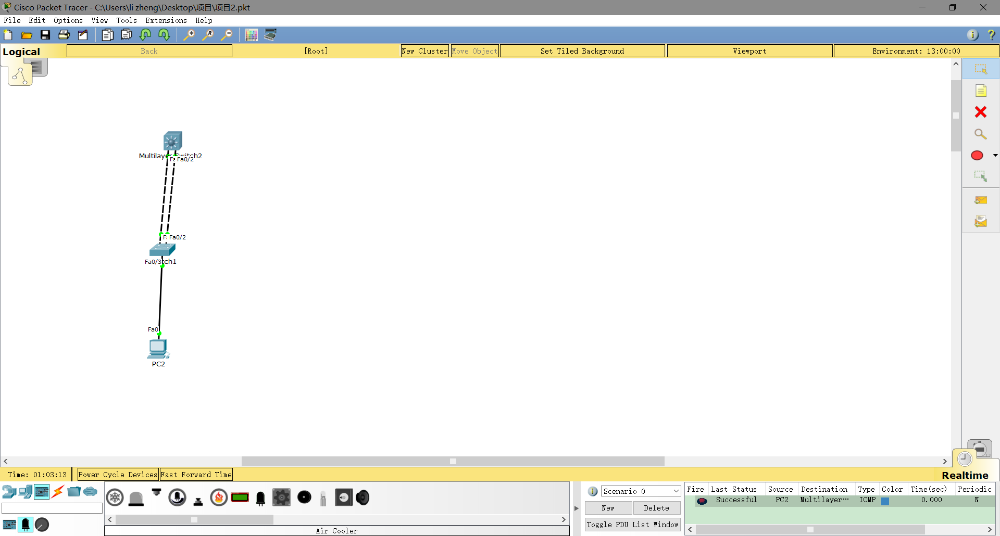 Cisco Packet Tracer - C:\Users\li zheng\Desktop\项目\项目2.pkt
File Edit Options View Tools Extensions Help
Logical Back [Root] New Cluster Move Object Set Tiled Background Viewport Environment: 13:00:00
Multilayer Switch2
Fa0/2
Fa0/2
Fa0/3tch1
Fa0
PC2
Time: 01:03:13 Power Cycle Devices Fast Forward Time
Realtime
Scenario 0
New Delete
Toggle PDU List Window
Fire Last Status Source Destination Type Color Time(sec) Periodic
Successful PC2 Multilayer… ICMP 0.000 N
Air Cooler